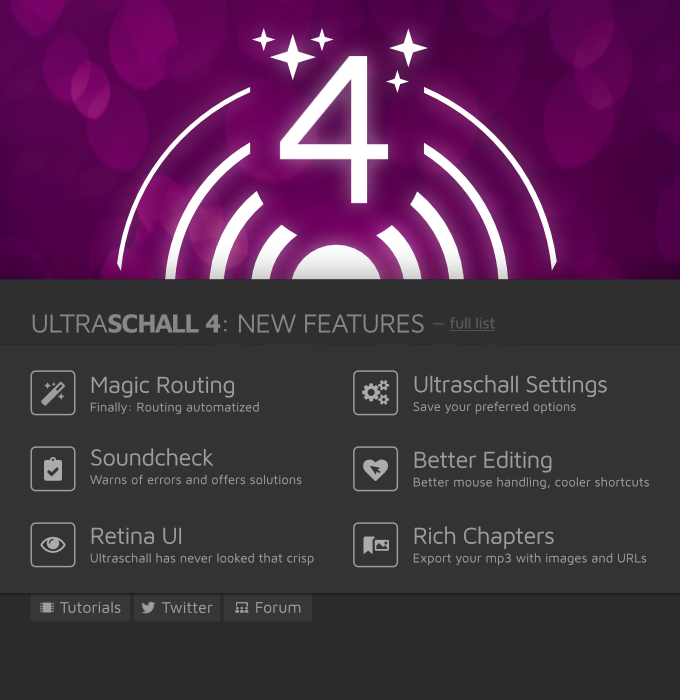 4
ULTRASCHALL 4: NEW FEATURES – full list
Magic Routing
Finally: Routing automatized
Ultraschall Settings
Save your preferred options
Soundcheck
Warns of errors and offers solutions
Better Editing
Better mouse handling, cooler shortcuts
Retina UI
Ultraschall has never looked that crisp
Rich Chapters
Export your mp3 with images and URLs
Tutorials Twitter Forum